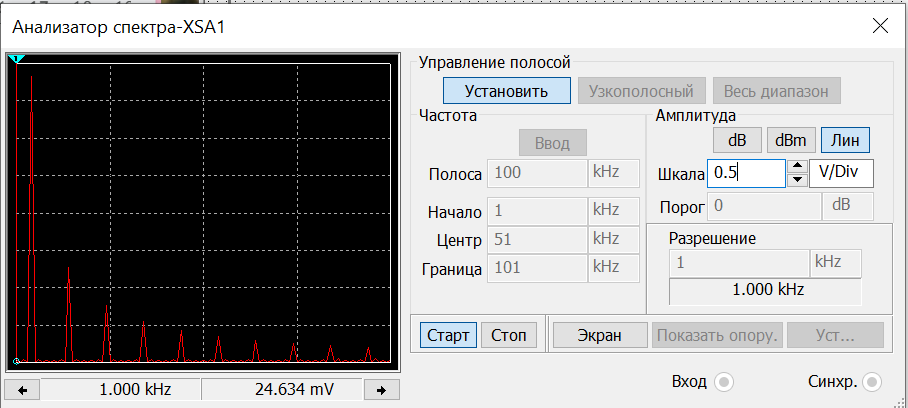 Анализатор спектра-XSA1
Управление полосой
Установить Узкополосный Весь диапазон
Частота
Ввод
Полоса 100 kHz
Начало 1 kHz
Центр 51 kHz
Граница 101 kHz
Амплитуда
dB dBm Лин
Шкала 0.5 V/Div
Порог 0 dB
Разрешение
1 kHz
1.000 kHz
Старт Стоп Экран Показать опору. Уст...
1.000 kHz 24.634 mV
Вход Синхр.